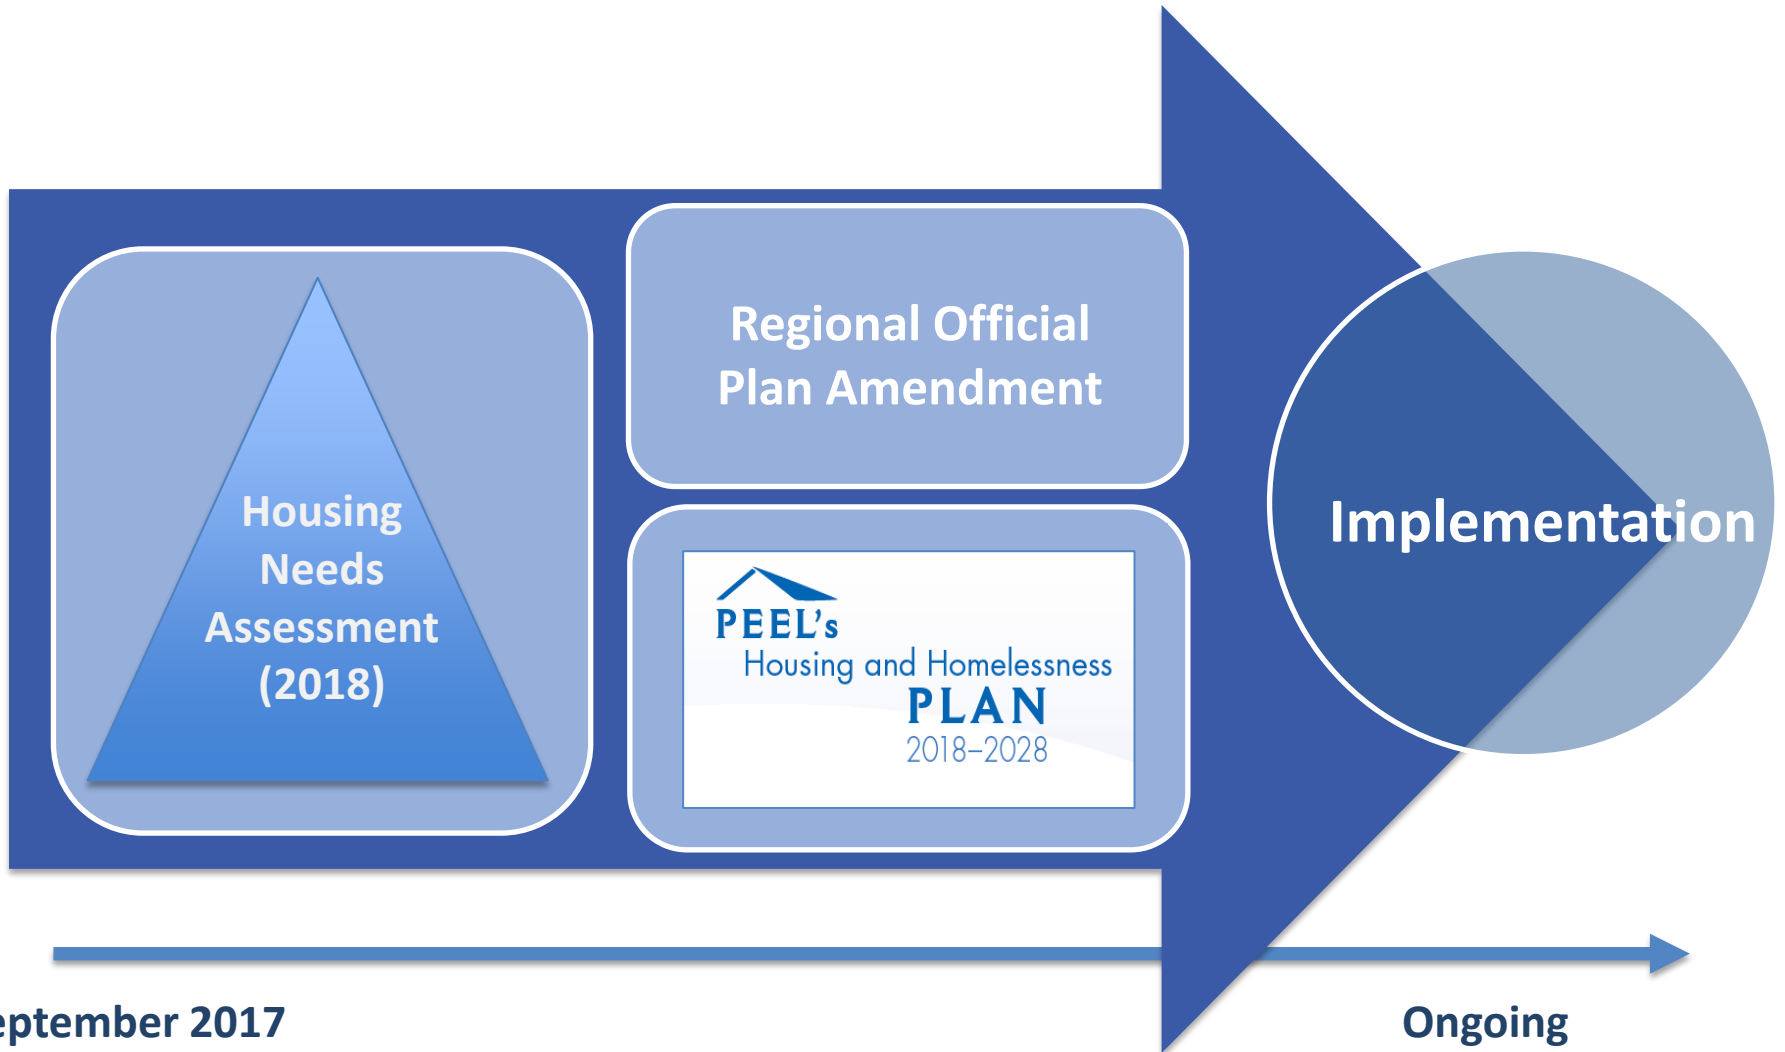 Housing
Needs
Assessment
(2018)
Regional Official
Plan Amendment
PEEL's
Housing and Homelessness
PLAN
2018–2028
Implementation
eptember 2017
Ongoing